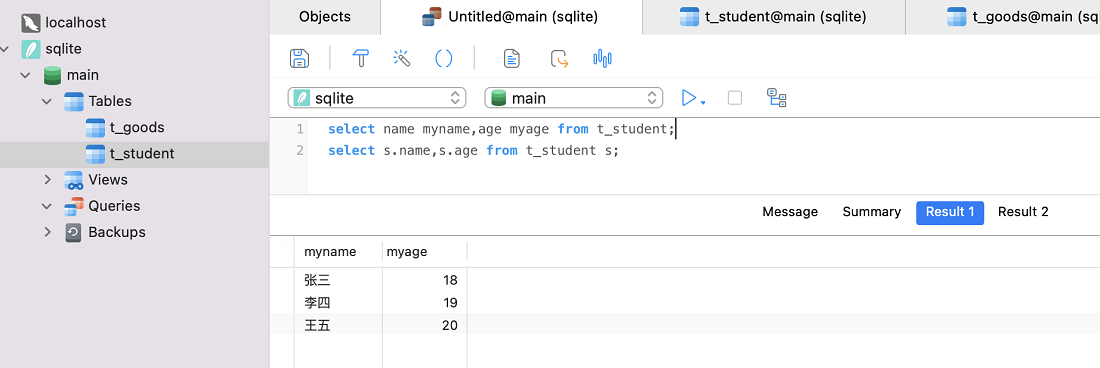 localhost
sqlite
main
Tables
t_goods
t_student
Views
Queries
Backups
Objects
Untitled@main (sqlite)
t_student@main (sqlite)
t_goods@main (sq
sqlite
main
1 select name myname,age myage from t_student;
2 select s.name,s.age from t_student s;
Message Summary Result 1 Result 2
myname myage
张三 18
李四 19
王五 20